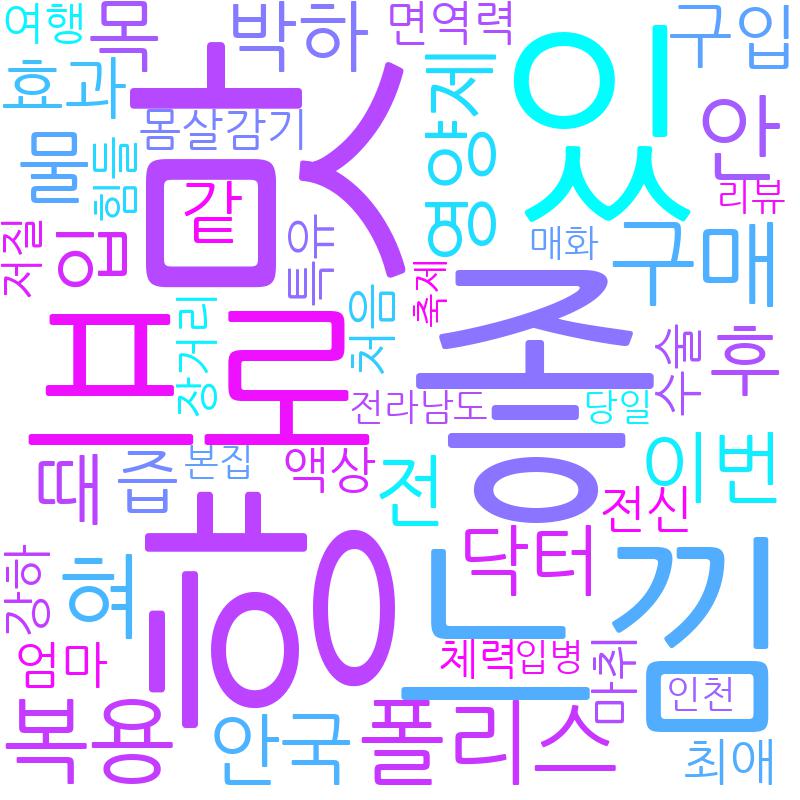 여행
목
박하
면역력
구입
있
효과
맛
몸살감기
영양제
안
물
힘들
같
리뷰
저질
입
특유
매화
구매
축제
장거리
처음
좋
프로
수술
후
전라남도
당일
때
즙
본집
액상
전
이번
전신
향
닥터
느낌
강하
혀
엄마
체력
입병
마취
인천
복용
안국
폴리스
최애